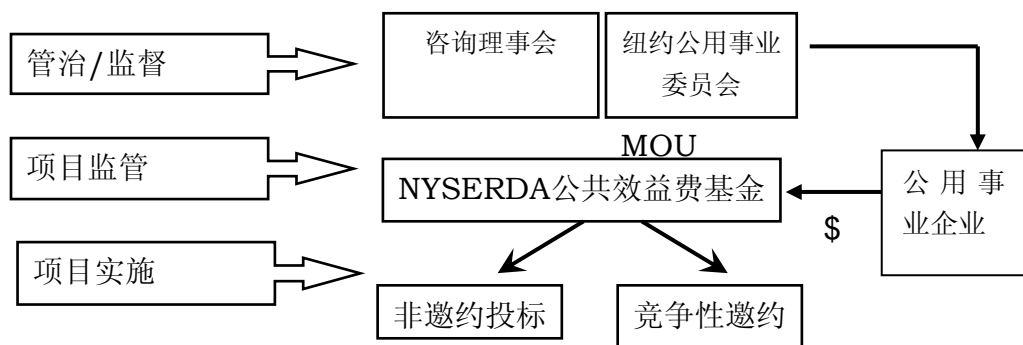 管治/监督
咨询理事会
纽约公用事业
委员会
项目监管
MOU
NYSERDA公共效益费基金
$
公用事
业企业
项目实施
非邀约投标
竞争性邀约